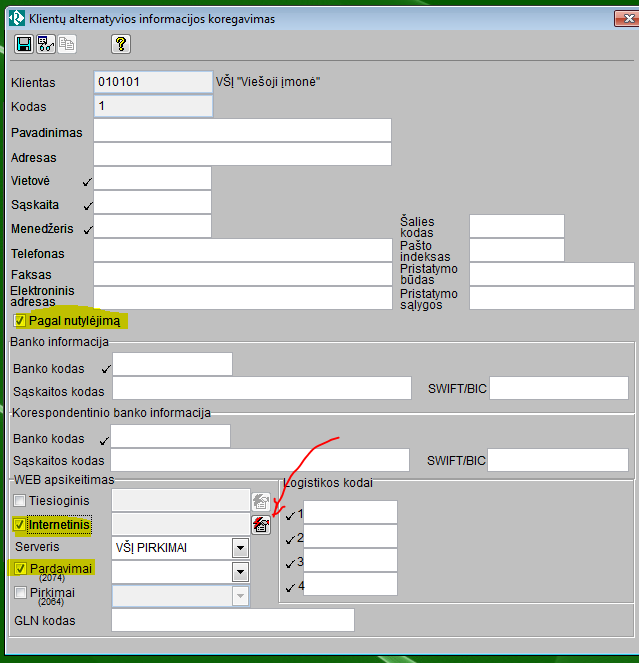 Klientų alternatyvios informacijos koregavimas
Klientas 010101 VŠĮ "Viešoji įmonė"
Kodas 1
Pavadinimas
Adresas
Vietovė
Sąskaita
Menedžeris
Šalies kodas
Telefonas
Pašto indeksas
Faksas
Pristatymo būdas
Elektroninis adresas
Pristatymo sąlygos
Pagal nutylėjimą
Banko informacija
Banko kodas
Sąskaitos kodas SWIFT/BIC
Korespondentinio banko informacija
Banko kodas
Sąskaitos kodas SWIFT/BIC
WEB apsikeitimas
Tiesioginis
Internetinis
Serveris VŠĮ PIRKIMAI
Pardavimai
(2074)
Pirkimai
(2064)
GLN kodas
Logistikos kodai
1
2
3
4